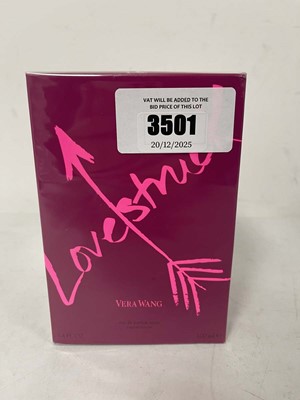 VAT WILL BE ADDED TO THE
BID PRICE OF THIS LOT
3501
20/12/2025
Lovestruck
VERA WANG